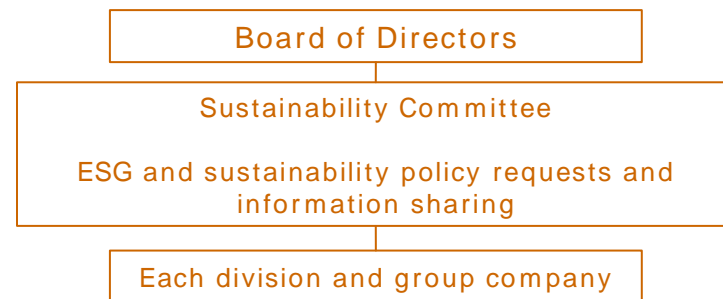 Board of Directors
Sustainability Committee
ESG and sustainability policy requests and
information sharing
Each division and group company